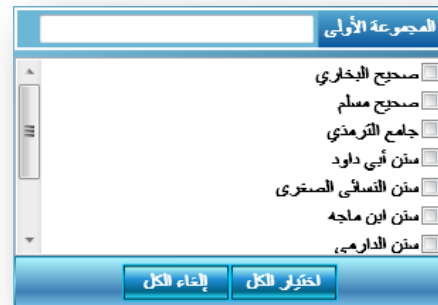 المجموعة الأولى
صحيح البخاري
صحيح مسلم
جامع الترمذي
سنن أبي داود
سنن النسائى الصغرى
سنن ابن ماجه
سنن الدارمى
اختيار الكل
إلغاء الكل